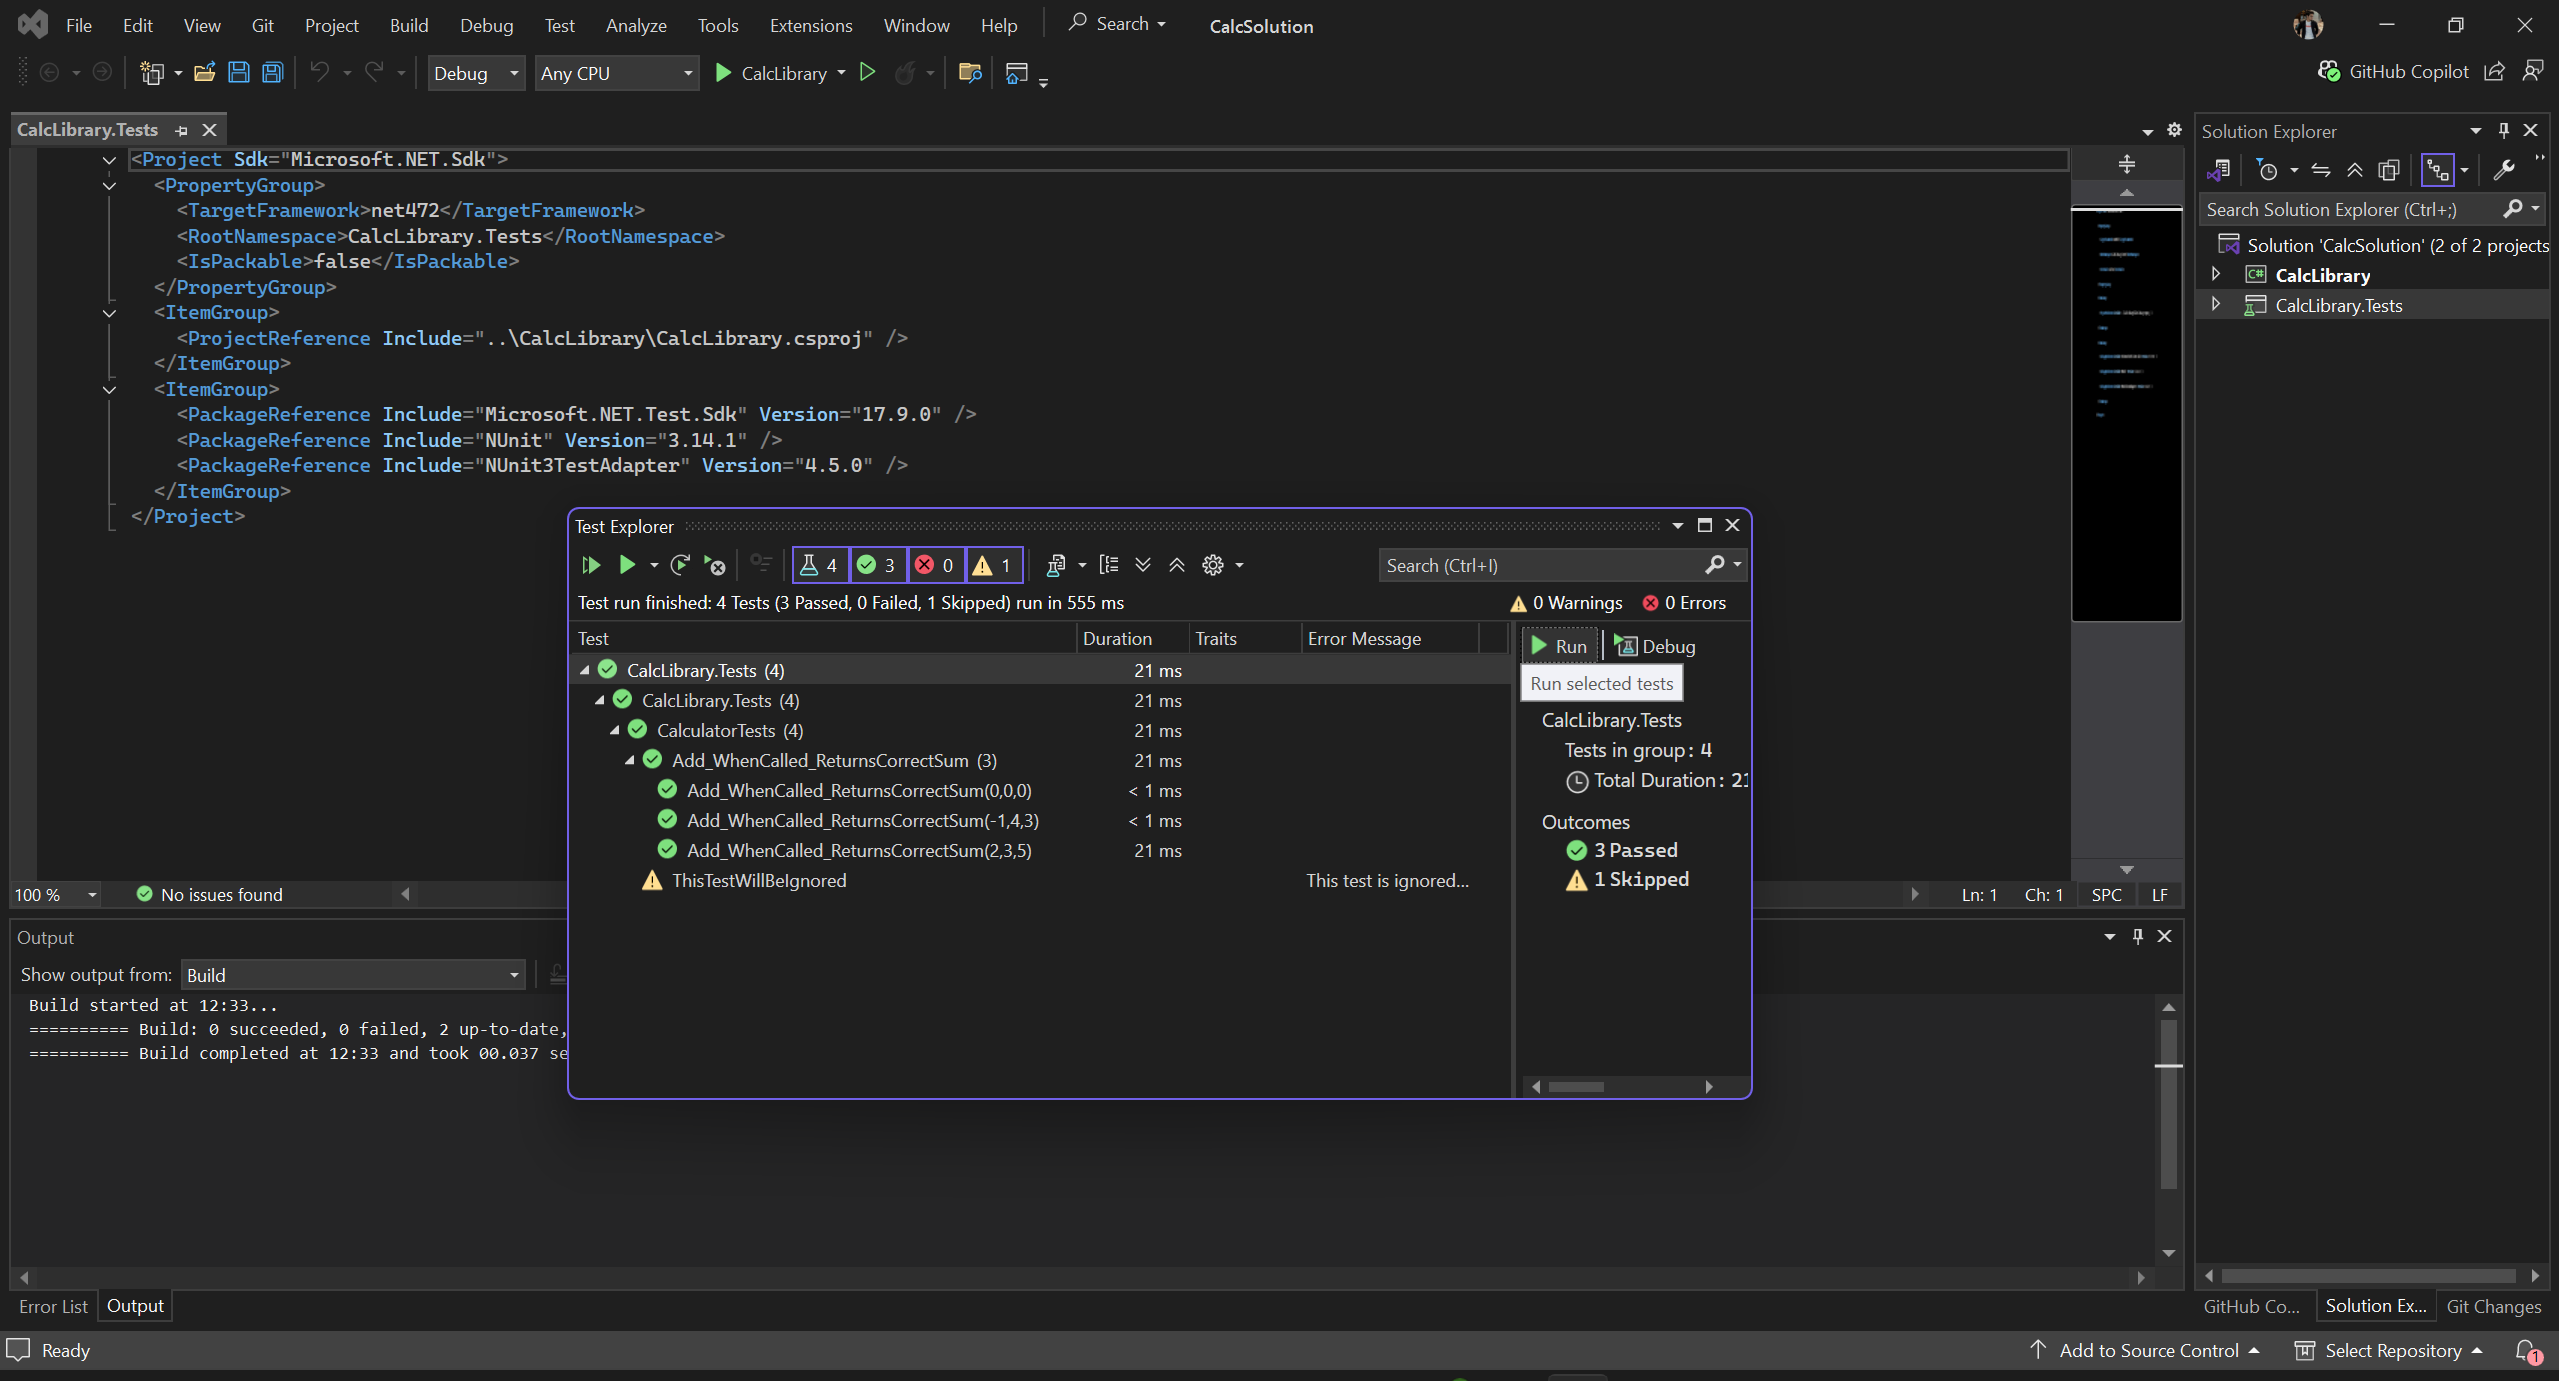 File Edit View Git Project Build Debug Test Analyze Tools Extensions Window Help Search CalcSolution
Debug Any CPU CalcLibrary GitHub Copilot
CalcLibrary.Tests
<Project Sdk="Microsoft.NET.Sdk">
<PropertyGroup>
<TargetFramework>net472</TargetFramework>
<RootNamespace>CalcLibrary.Tests</RootNamespace>
<IsPackable>false</IsPackable>
</PropertyGroup>
<ItemGroup>
<ProjectReference Include="..\CalcLibrary\CalcLibrary.csproj" />
</ItemGroup>
<ItemGroup>
<PackageReference Include="Microsoft.NET.Test.Sdk" Version="17.9.0" />
<PackageReference Include="NUnit" Version="3.14.1" />
<PackageReference Include="NUnit3TestAdapter" Version="4.5.0" />
</ItemGroup>
</Project>
100 % No issues found
Ln: 1 Ch: 1 SPC LF
Solution Explorer
Search Solution Explorer (Ctrl+;)
Solution 'CalcSolution' (2 of 2 projects
CalcLibrary
CalcLibrary.Tests
Test Explorer
4 3 0 1 Search (Ctrl+I)
Test run finished: 4 Tests (3 Passed, 0 Failed, 1 Skipped) run in 555 ms 0 Warnings 0 Errors
Test Duration Traits Error Message
CalcLibrary.Tests (4) 21 ms
CalcLibrary.Tests (4) 21 ms
CalculatorTests (4) 21 ms
Add_WhenCalled_ReturnsCorrectSum (3) 21 ms
Add_WhenCalled_ReturnsCorrectSum(0,0,0) < 1 ms
Add_WhenCalled_ReturnsCorrectSum(-1,4,3) < 1 ms
Add_WhenCalled_ReturnsCorrectSum(2,3,5) 21 ms
ThisTestWillBeIgnored This test is ignored...
Run Debug
Run selected tests
CalcLibrary.Tests
Tests in group: 4
Total Duration: 21
Outcomes
3 Passed
1 Skipped
Output
Show output from: Build
Build started at 12:33...
========== Build: 0 succeeded, 0 failed, 2 up-to-date,
========== Build completed at 12:33 and took 00.037 se
Error List Output
GitHub Co... Solution Ex... Git Changes
Ready Add to Source Control Select Repository 1